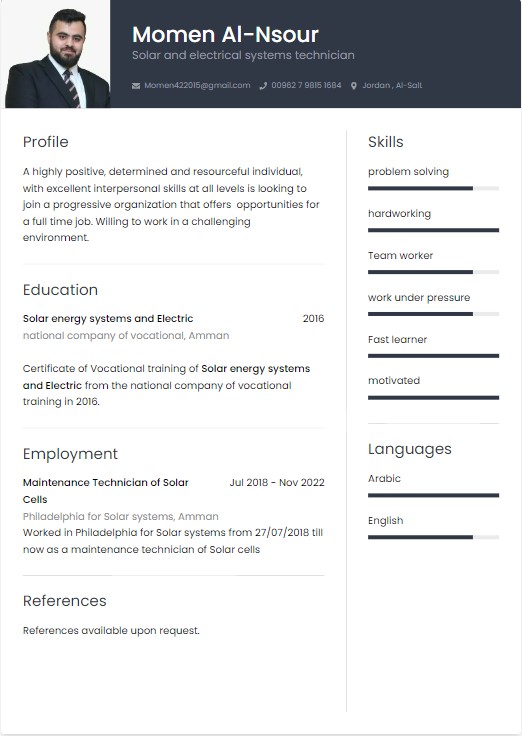 Momen Al-Nsour
Solar and electrical systems technician
Momen422015@gmail.com 00962 7 9815 1684 Jordan , Al-Salt
Profile
A highly positive, determined and resourceful individual,
with excellent interpersonal skills at all levels is looking to
join a progressive organization that offers opportunities for
a full time job. Willing to work in a challenging
environment.
Education
Solar energy systems and Electric 2016
national company of vocational, Amman
Certificate of Vocational training of Solar energy systems
and Electric from the national company of vocational
training in 2016.
Employment
Maintenance Technician of Solar Jul 2018 - Nov 2022
Cells
Philadelphia for Solar systems, Amman
Worked in Philadelphia for Solar systems from 27/07/2018 till
now as a maintenance technician of Solar cells
References
References available upon request.
Skills
problem solving
hardworking
Team worker
work under pressure
Fast learner
motivated
Languages
Arabic
English